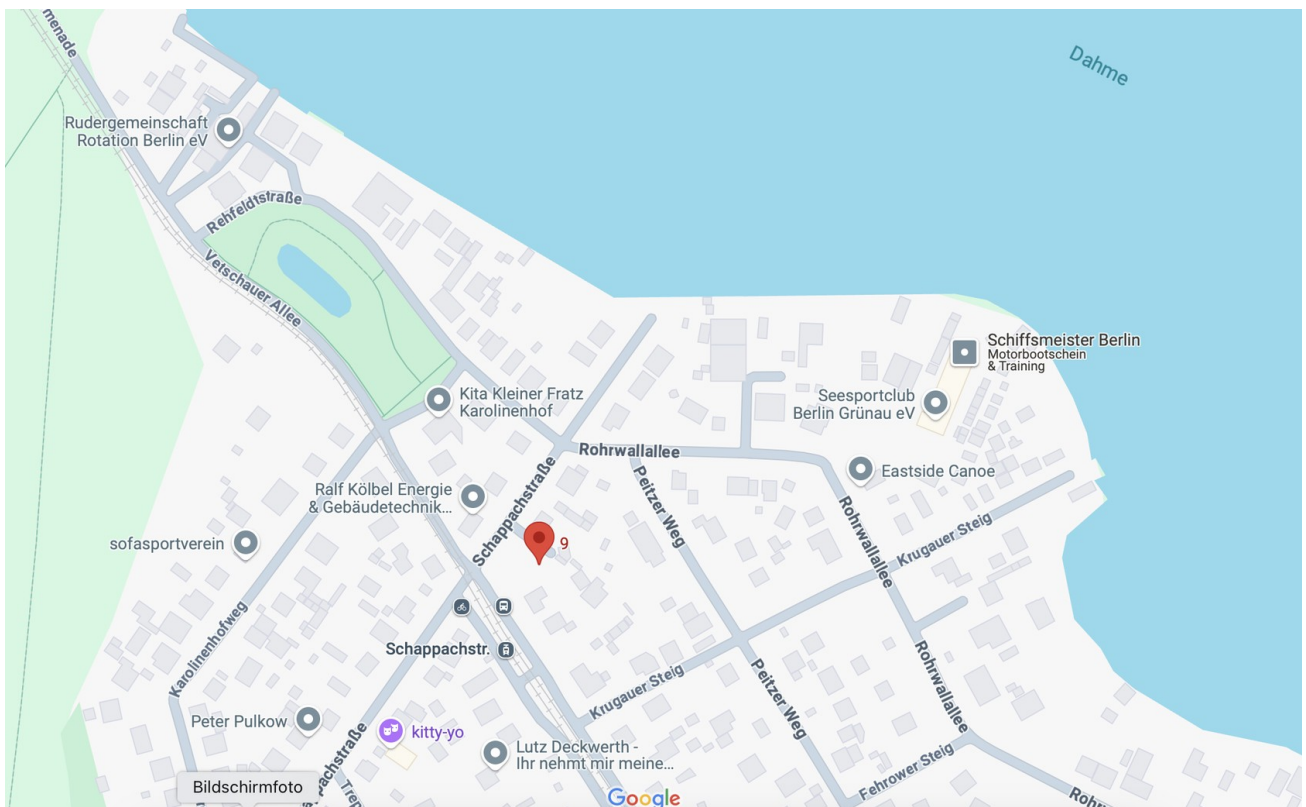 menade
Dahme
Rudergemeinschaft
Rotation Berlin eV
Rehfeldtstraße
Vetschauer Allee
Schiffsmeister Berlin
Motorbootschein
& Training
Kita Kleiner Fratz
Karolinenhof
Seesportclub
Berlin Grünau eV
Rohrwallallee
Eastside Canoe
Ralf Kölbel Energie
& Gebäudetechnik...
Schappachstraße
Peitzer Weg
Rohrwallallee
Krugauer Steig
sofasportverein
9
Karolinenhofweg
Schappachstr.
Krugauer Steig
Peitzer Weg
Rohrwallallee
Peter Pulkow
kitty-yo
Lutz Deckwerth -
Ihr nehmt mir meine...
pachstraße
Tren
Fehrower Steig
Bildschirmfoto
Google
Rohr